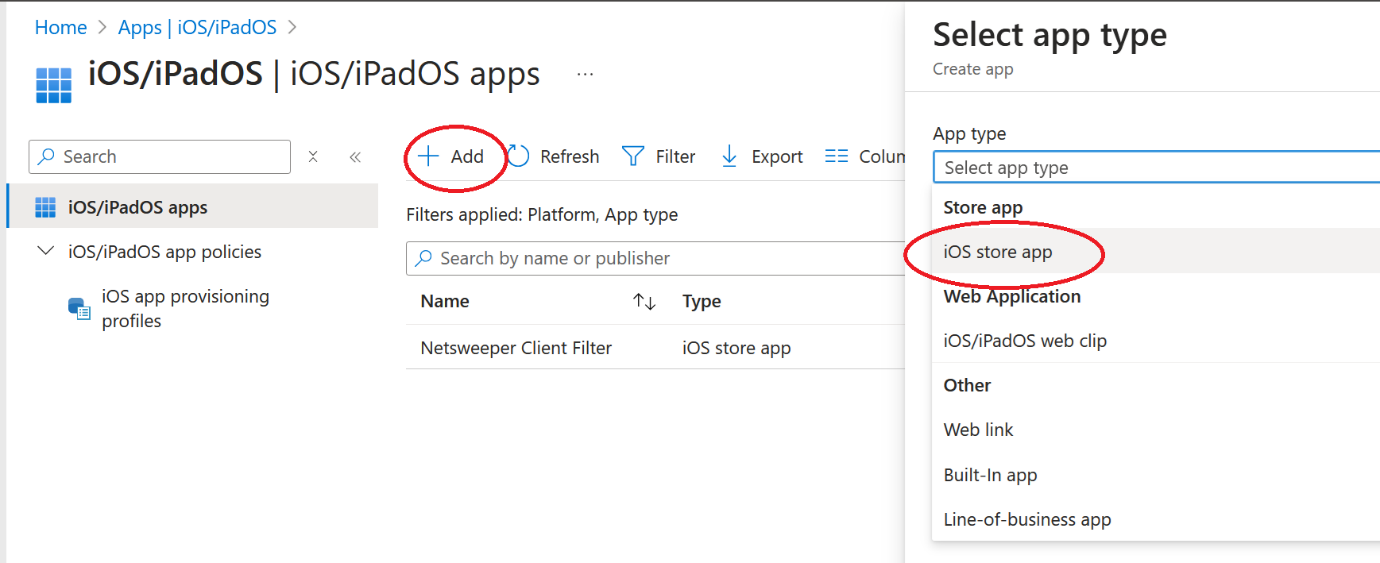 Home > Apps | iOS/iPadOS >
iOS/iPadOS | iOS/iPadOS apps ...
Search
iOS/iPadOS apps
iOS/iPadOS app policies
iOS app provisioning
profiles
Add Refresh Filter Export Colum
Filters applied: Platform, App type
Search by name or publisher
Name Type
Netsweeper Client Filter iOS store app
Select app type
Create app
App type
Select app type
Store app
iOS store app
Web Application
iOS/iPadOS web clip
Other
Web link
Built-In app
Line-of-business app